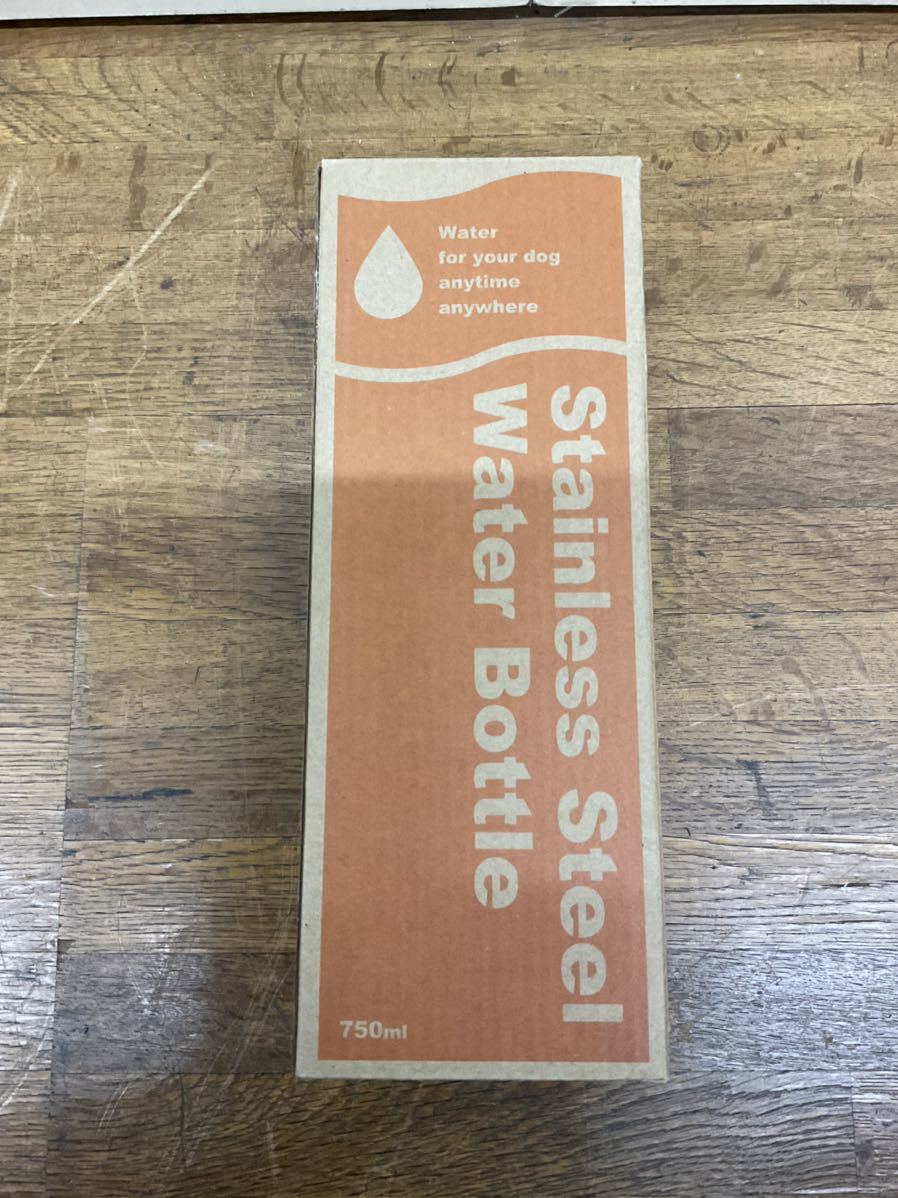 Water
for your dog
anytime
anywhere
Stainless Steel
Water Bottle
750ml